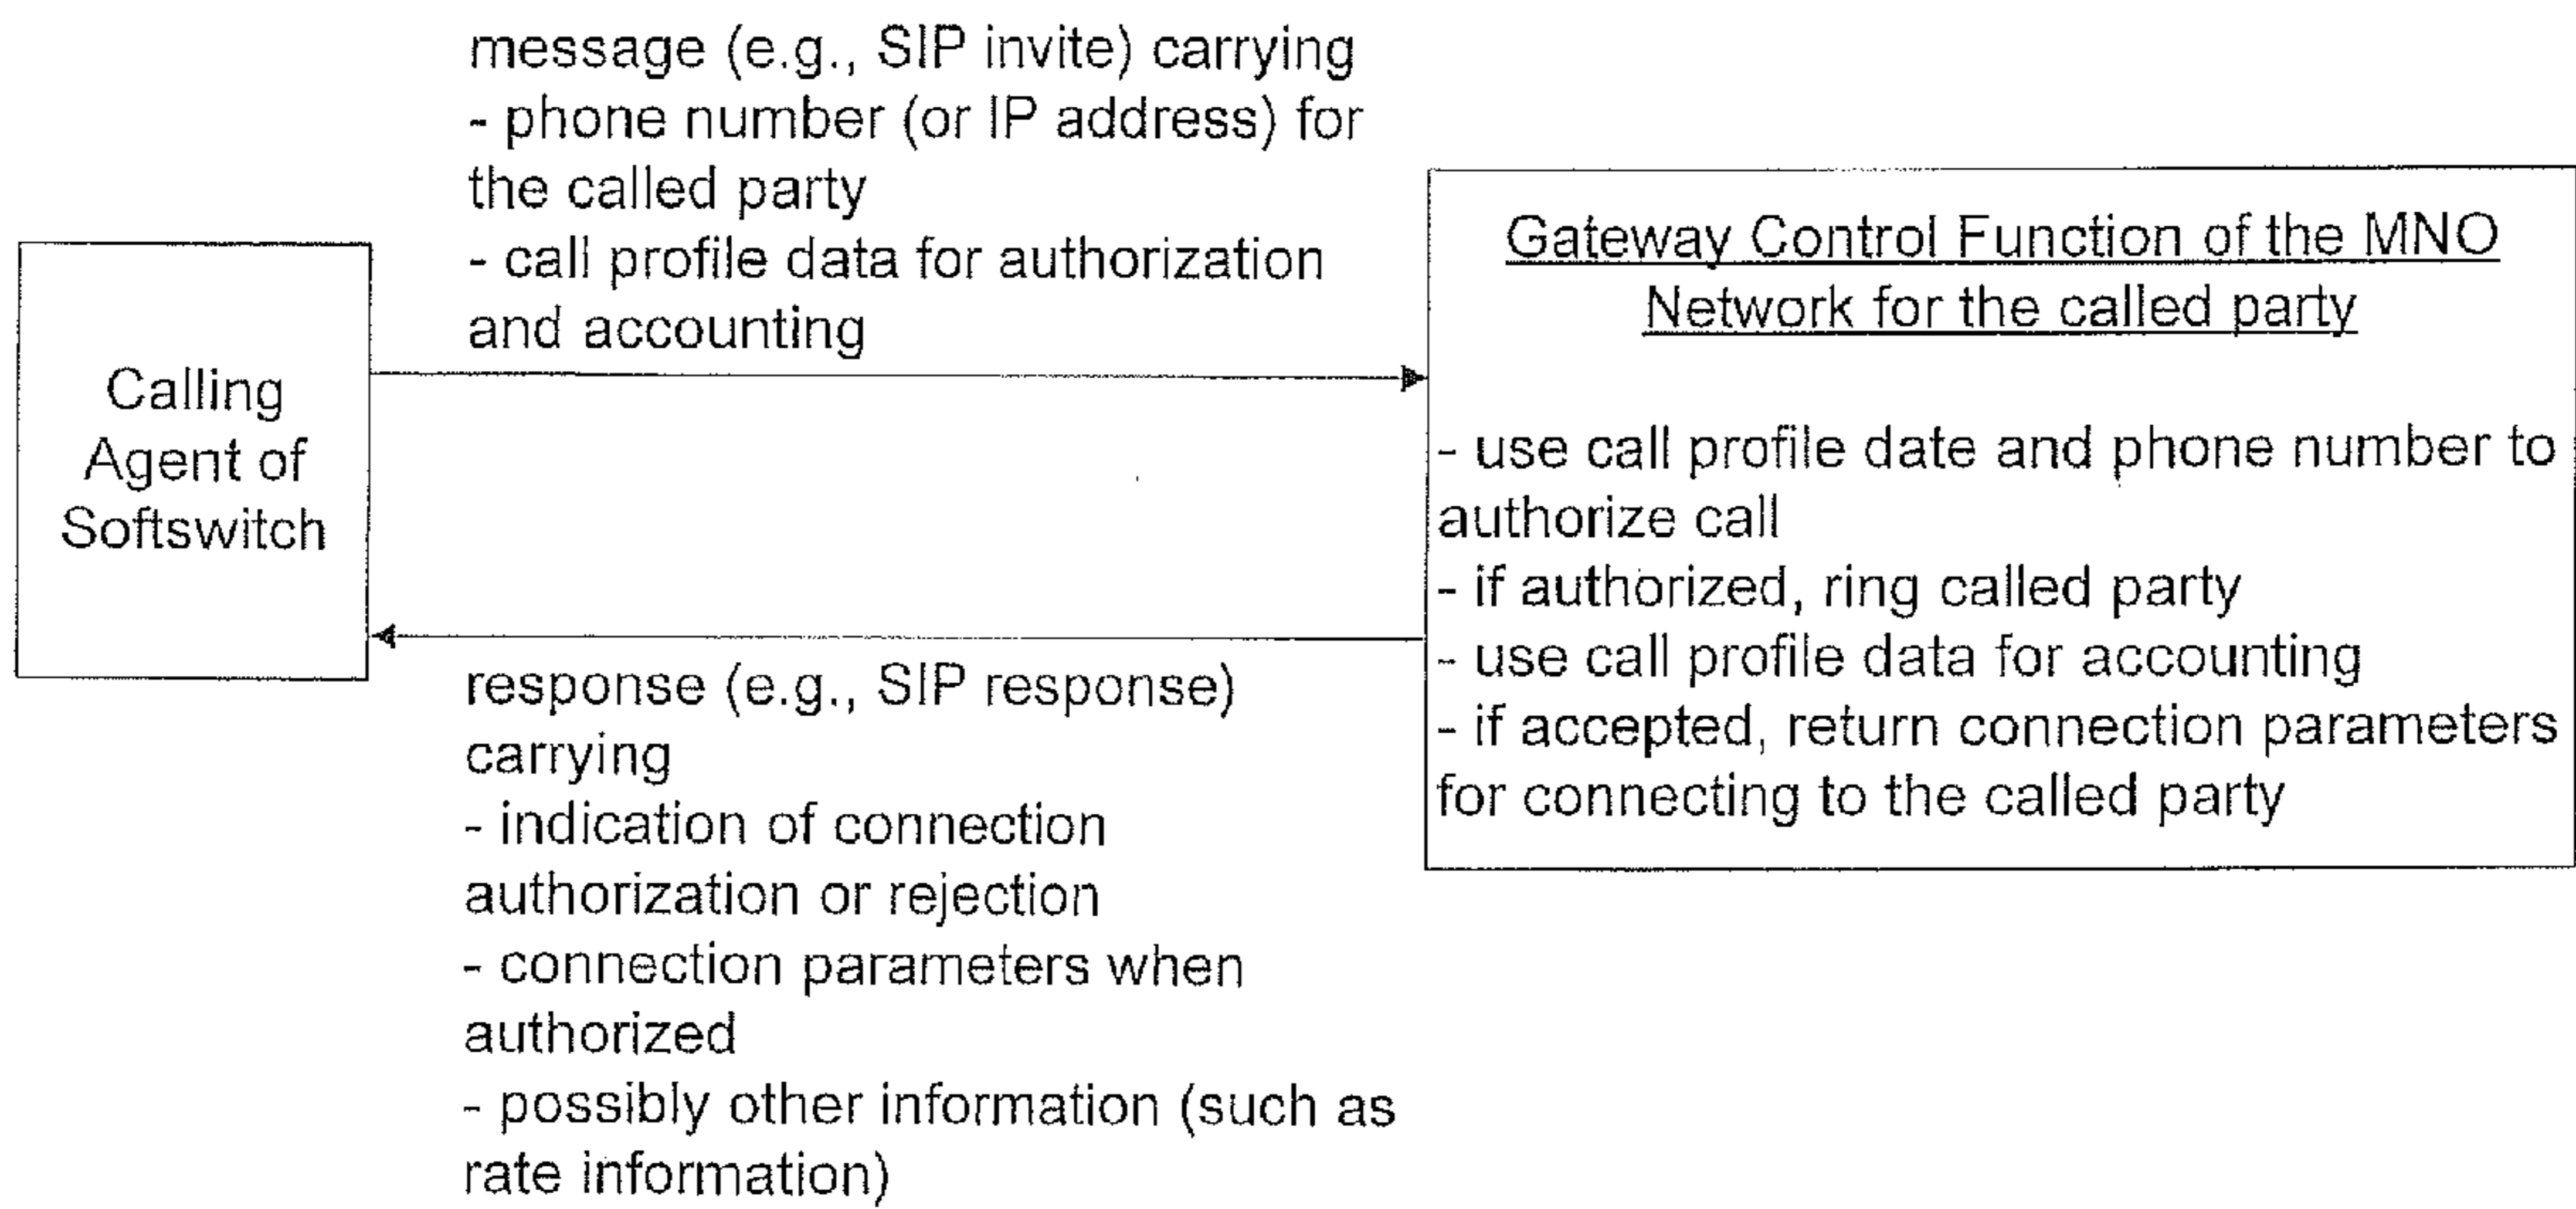 message (e.g., SIP invite) carrying
- phone number (or IP address) for
the called party
- call profile data for authorization
and accounting
Calling
Agent of
Softswitch
Gateway Control Function of the MNO
Network for the called party
- use call profile date and phone number to
authorize call
- if authorized, ring called party
- use call profile data for accounting
- if accepted, return connection parameters
for connecting to the called party
response (e.g., SIP response)
carrying
- indication of connection
authorization or rejection
- connection parameters when
authorized
- possibly other information (such as
rate information)